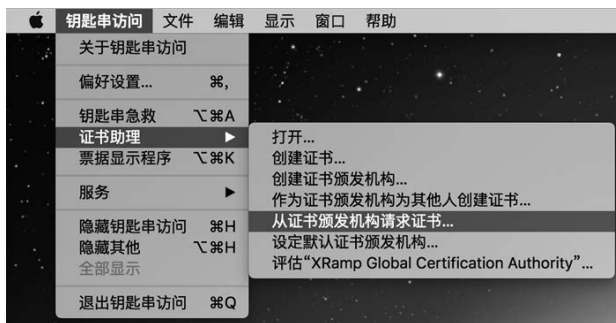 钥匙串访问 文件 编辑 显示 窗口 帮助
关于钥匙串访问
偏好设置... ⌘,
钥匙串急救 ⌥⌘A
证书助理 ▶
票据显示程序 ⌥⌘K
服务 ▶
隐藏钥匙串访问 ⌘H
隐藏其他 ⌥⌘H
全部显示
退出钥匙串访问 ⌘Q
打开...
创建证书...
创建证书颁发机构...
作为证书颁发机构为其他人创建证书...
从证书颁发机构请求证书...
设定默认证书颁发机构...
评估“XRamp Global Certification Authority”...